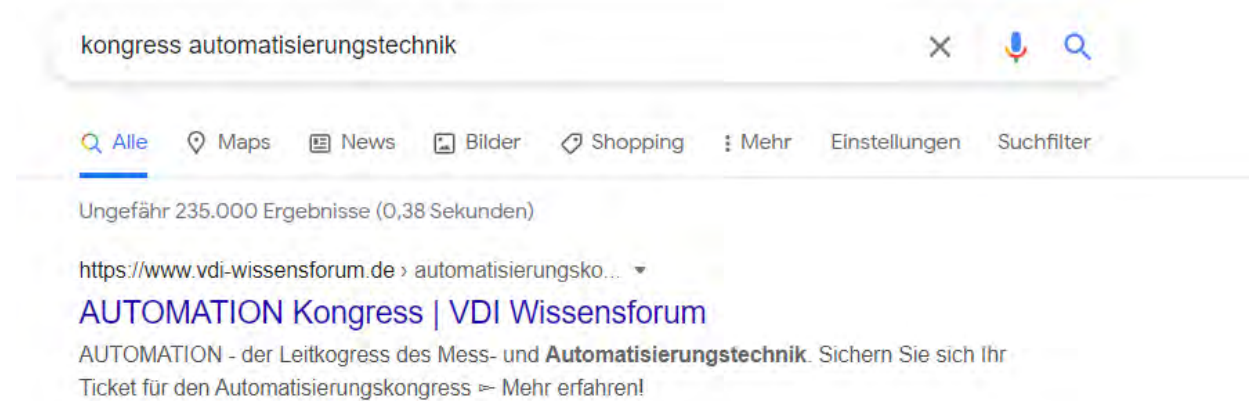 kongress automatisierungstechnik
Alle Maps News Bilder Shopping Mehr Einstellungen Suchfilter
Ungefähr 235.000 Ergebnisse (0,38 Sekunden)
https://www.vdi-wissensforum.de › automatisierungsko...
AUTOMATION Kongress | VDI Wissensforum
AUTOMATION - der Leitkogress des Mess- und Automatisierungstechnik. Sichern Sie sich Ihr
Ticket für den Automatisierungskongress ➻ Mehr erfahren!